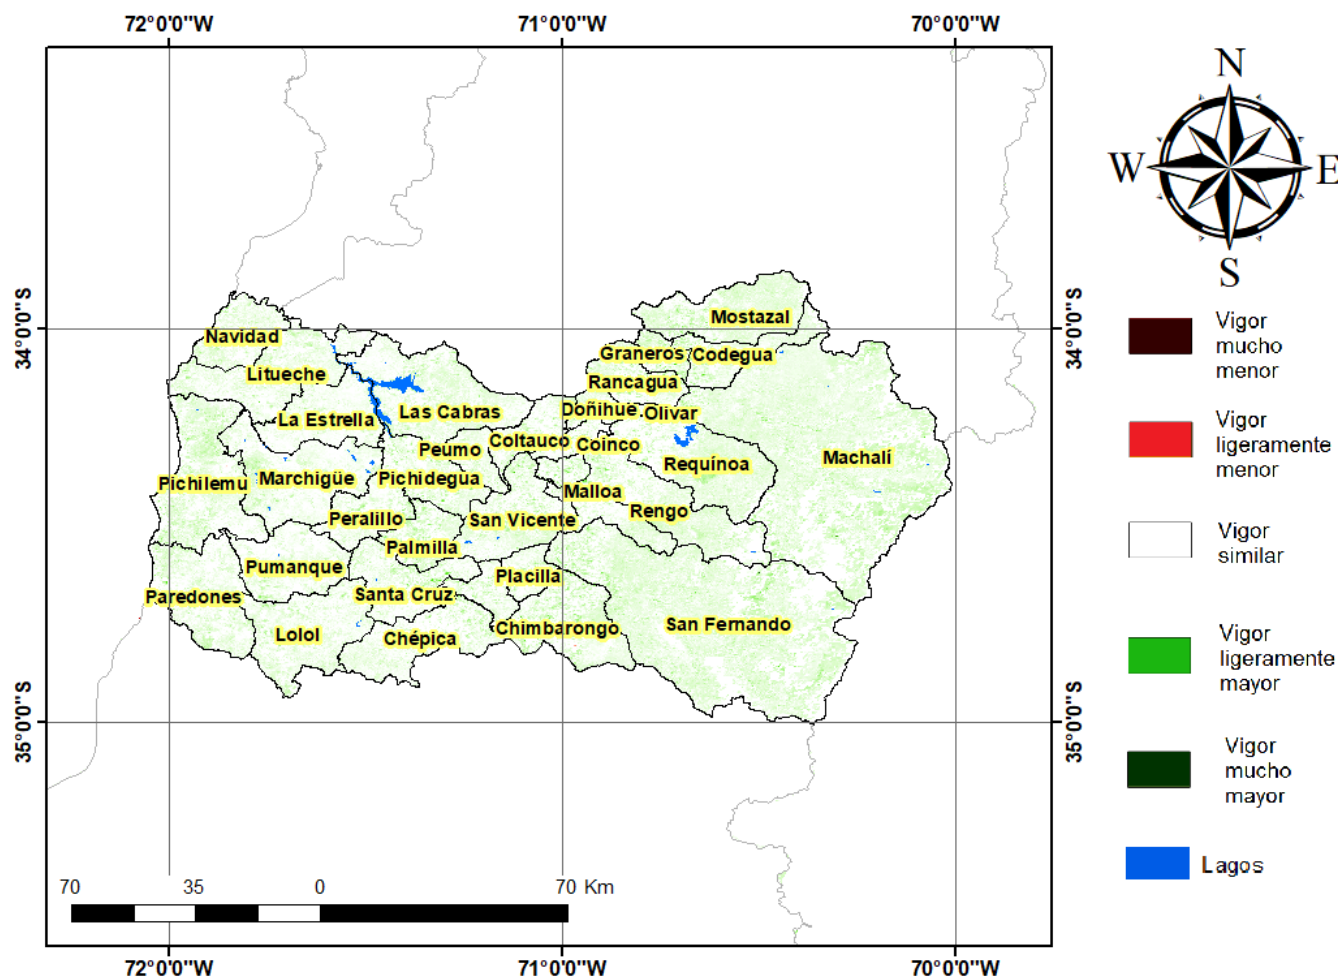 72°0'0"W
71°0'0"W
70°0'0"W
34°0'0"S
34°0'0"S
35°0'0"S
35°0'0"S
72°0'0"W
71°0'0"W
70°0'0"W
Mostazal
Navidad
Graneros
Codegua
Litueche
Rancagua
La Estrella
Las Cabras
Doñihue
Olivar
Peumo
Coltauco
Coinco
Requínoa
Machalí
Pichilemu
Marchigüe
Pichidegua
Malloa
Peralillo
San Vicente
Rengo
Palmilla
Pumanque
Placilla
Paredones
Santa Cruz
Lolol
Chépica
Chimbarongo
San Fernando
70
35
0
70 Km
N
W
E
S
Vigor
mucho
menor
Vigor
ligeramente
menor
Vigor
similar
Vigor
ligeramente
mayor
Vigor
mucho
mayor
Lagos